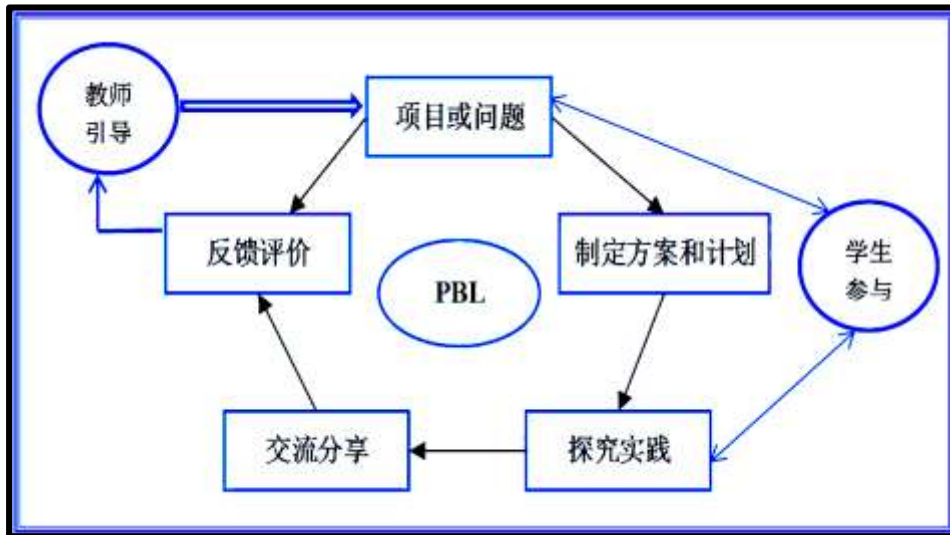 教师
引导
项目或问题
反馈评价
制定方案和计划
PBL
学生
参与
交流分享
探究实践